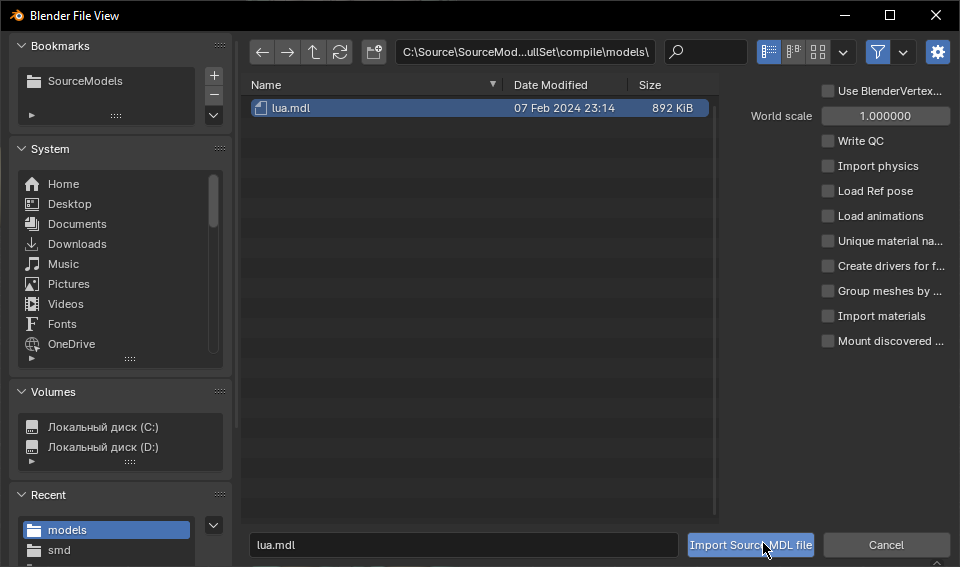 Blender File View
Bookmarks
SourceModels
System
Home
Desktop
Documents
Downloads
Music
Pictures
Videos
Fonts
OneDrive
Volumes
Локальный диск (C:)
Локальный диск (D:)
Recent
models
smd
C:\Source\SourceMod...ullSet\compile\models\
Name Date Modified Size
lua.mdl 07 Feb 2024 23:14 892 KiB
Use BlenderVertex...
World scale 1.000000
Write QC
Import physics
Load Ref pose
Load animations
Unique material na...
Create drivers for f...
Group meshes by ...
Import materials
Mount discovered ...
lua.mdl Import Source MDL file Cancel